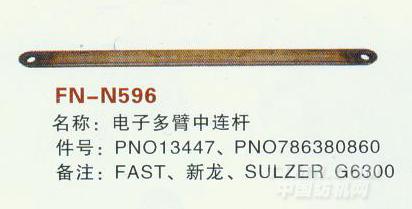 FN-N596
名称：电子多臂中连杆
件号：PNO13447、PNO786380860
备注：FAST、新龙、SULZER G6300
中国纺机网